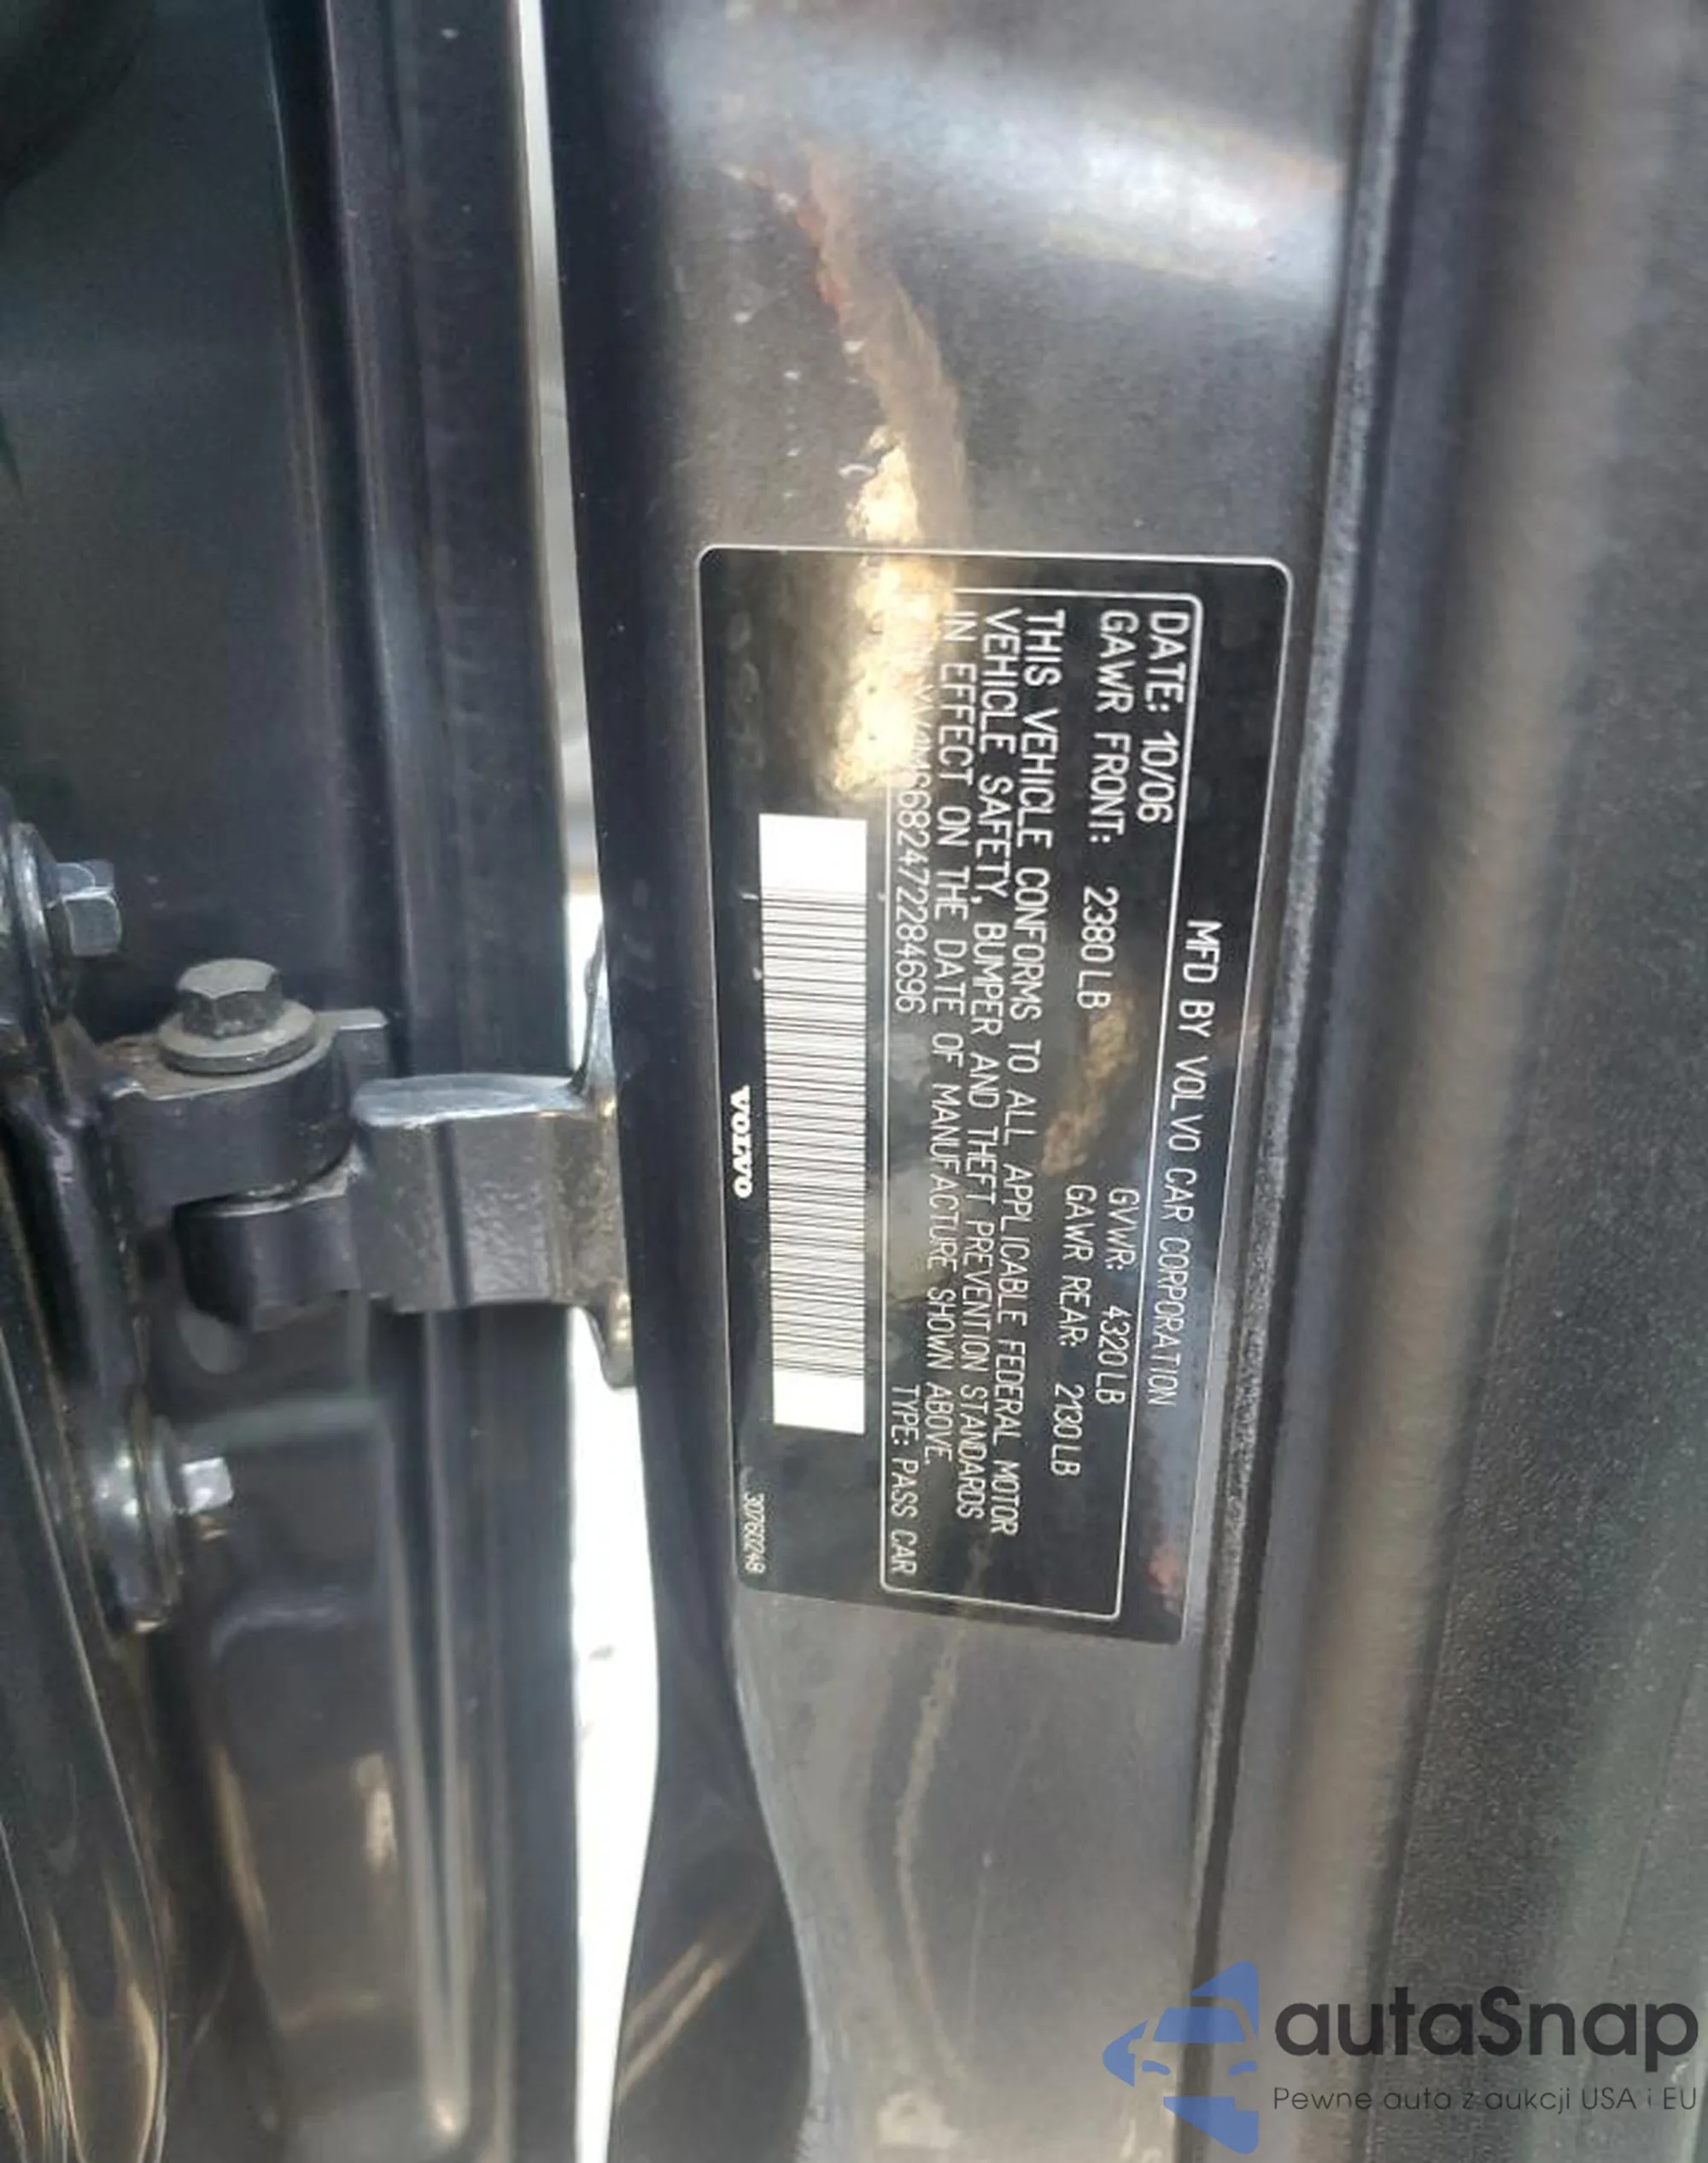 MFD BY VOLVO CAR CORPORATION
DATE: 10/06 GVWR: 4320 LB
GAWR FRONT: 2380 LB GAWR REAR: 2130 LB
THIS VEHICLE CONFORMS TO ALL APPLICABLE FEDERAL MOTOR
VEHICLE SAFETY, BUMPER AND THEFT PREVENTION STANDARDS
IN EFFECT ON THE DATE OF MANUFACTURE SHOWN ABOVE.
TYPE: PASS CAR
VOLVO
30760248
autaSnap
Pewne auta z aukcji USA i EU